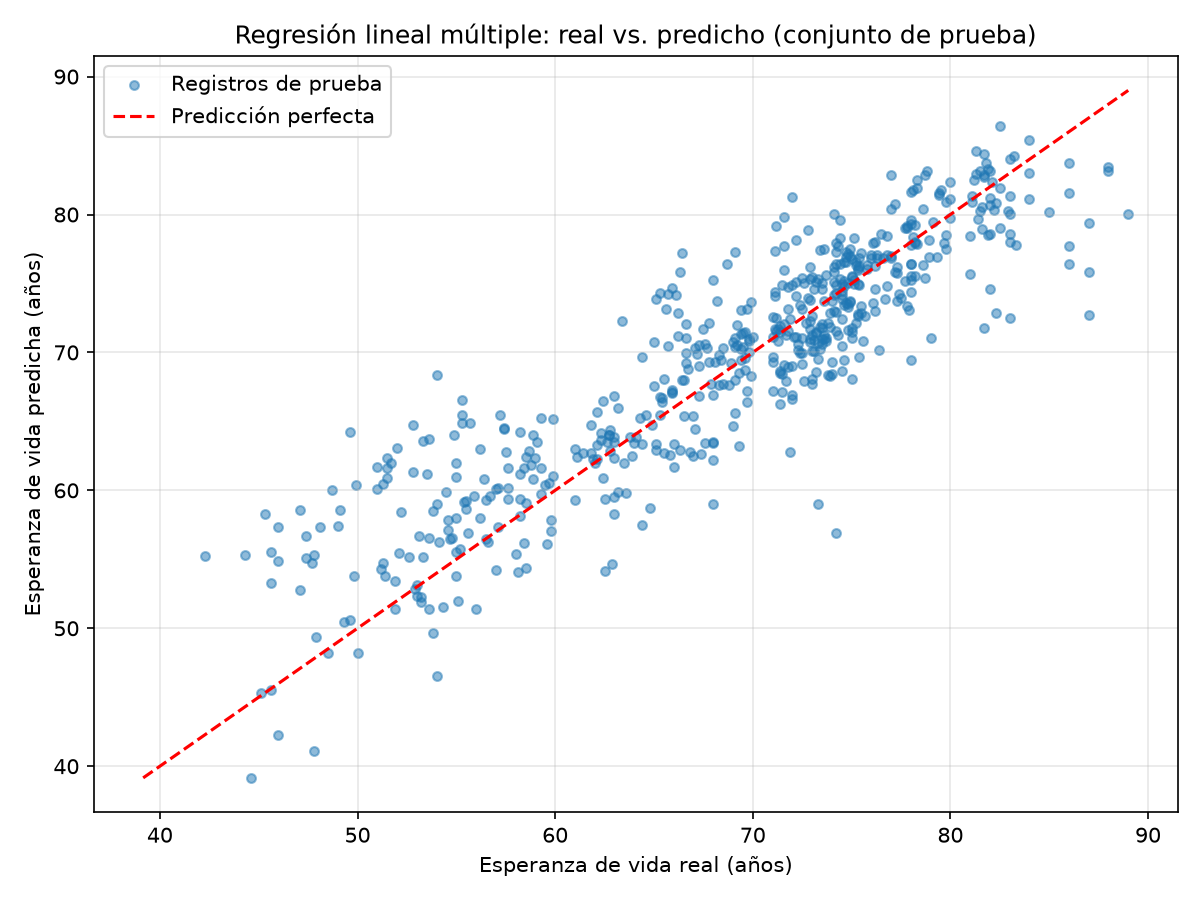 Regresión lineal múltiple: real vs. predicho (conjunto de prueba)
Registros de prueba
Predicción perfecta
Esperanza de vida predicha (años)
90
80
70
60
50
40
40 50 60 70 80 90
Esperanza de vida real (años)